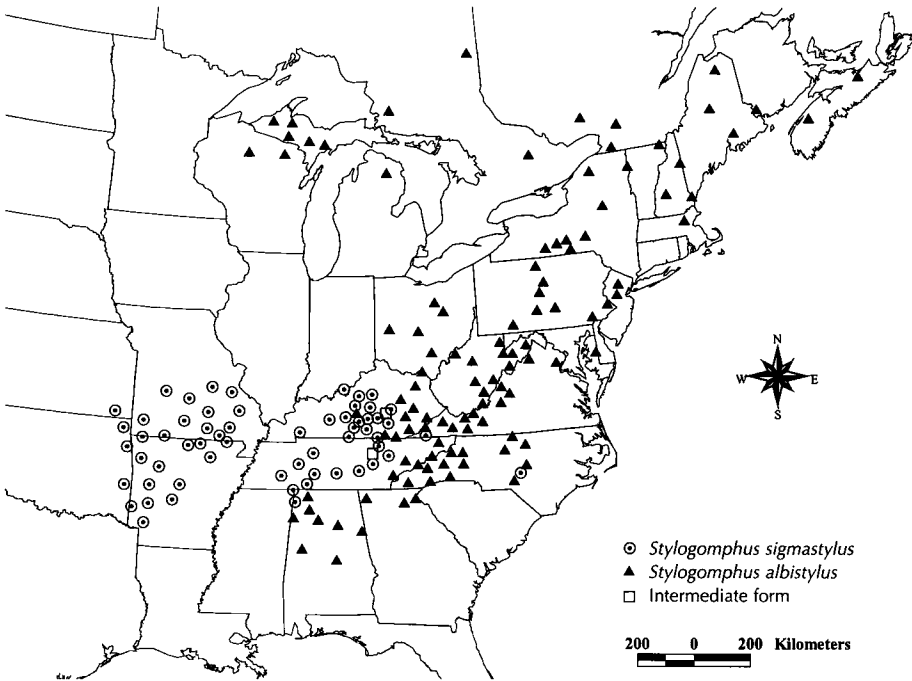 N
W E
S
Stylogomphus sigmastylus
Stylogomphus albistylus
Intermediate form
200 0 200 Kilometers